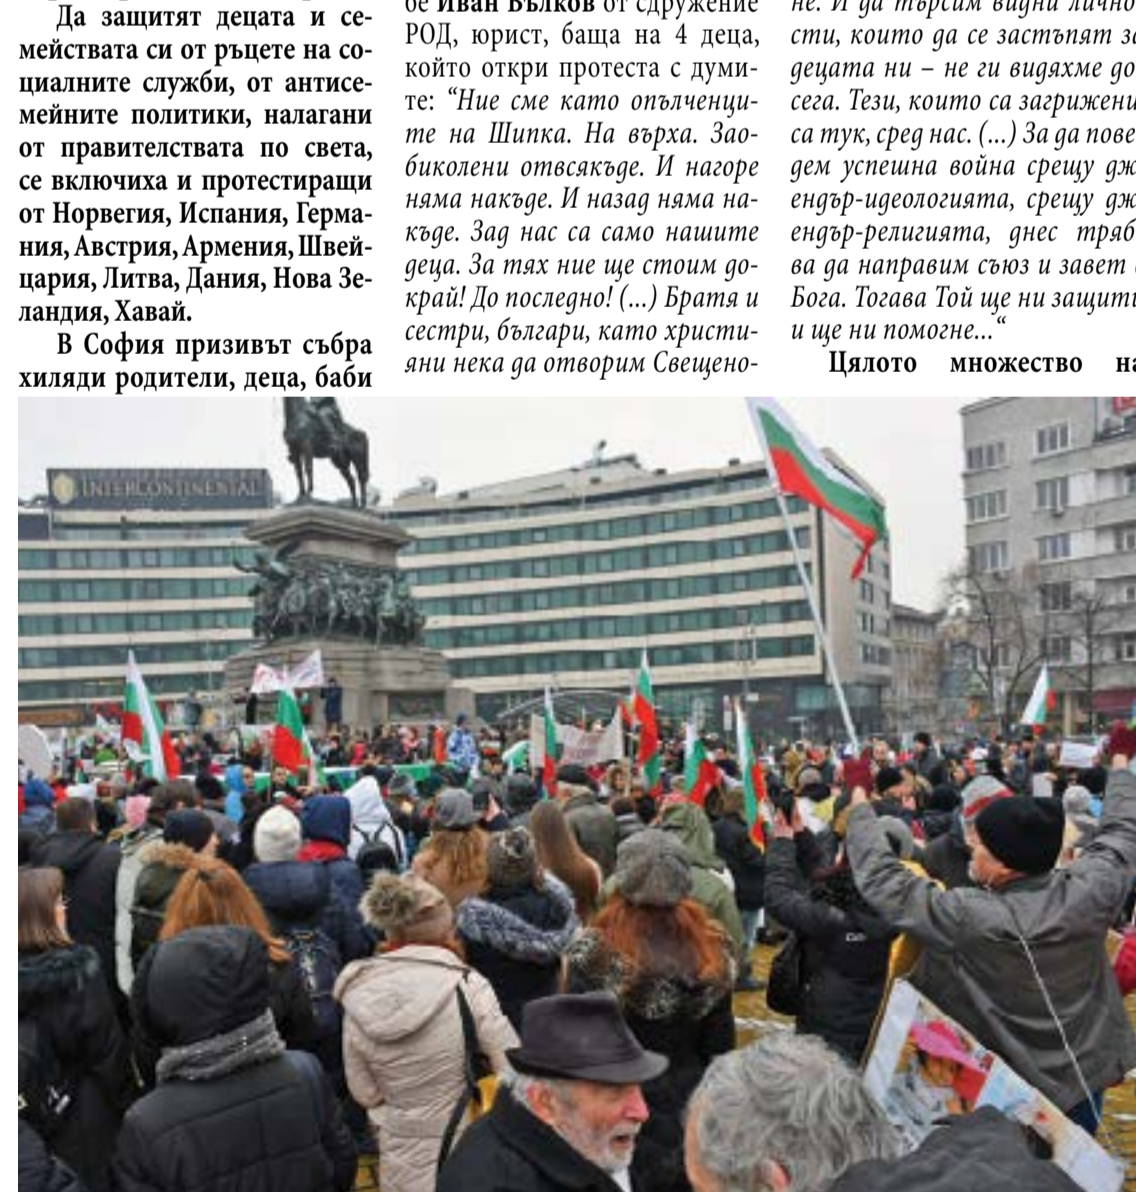 Да защитят децата и се-
мействата си от ръцете на со-
циалните служби, от антисе-
мейните политики, налагани
от правителствата по света,
се включиха и протестиращи
от Норвегия, Испания, Герма-
ния, Австрия, Армения, Швей-
цария, Литва, Дания, Нова Зе-
ландия, Хавай.
В София призивът събра
хиляди родители, деца, баби
бе Иван Вълков от сдружение
РОД, юрист, баща на 4 деца,
който откри протеста с думи-
те: “Ние сме като опълченци-
те на Шипка. На върха. Зао-
биколени отвсякъде. И нагоре
няма накъде. И назад няма на-
къде. Зад нас са само нашите
деца. За тях ние ще стоим до-
край! До последно! (...) Братя и
сестри, българи, като христи-
яни нека да отворим Свещено-
не. И да търсим видни лично-
сти, които да се застъпят за
децата ни – не ги видяхме до
сега. Тези, които са загрижени
са тук, сред нас. (...) За да пове-
дем успешна война срещу дж
ендър-идеологията, срещу дж
ендър-религията, днес тряб
ва да направим съюз и завет с
Бога. Тогава Той ще ни защити
и ще ни помогне...“
Цялото множество на
INTERCONTINENTAL